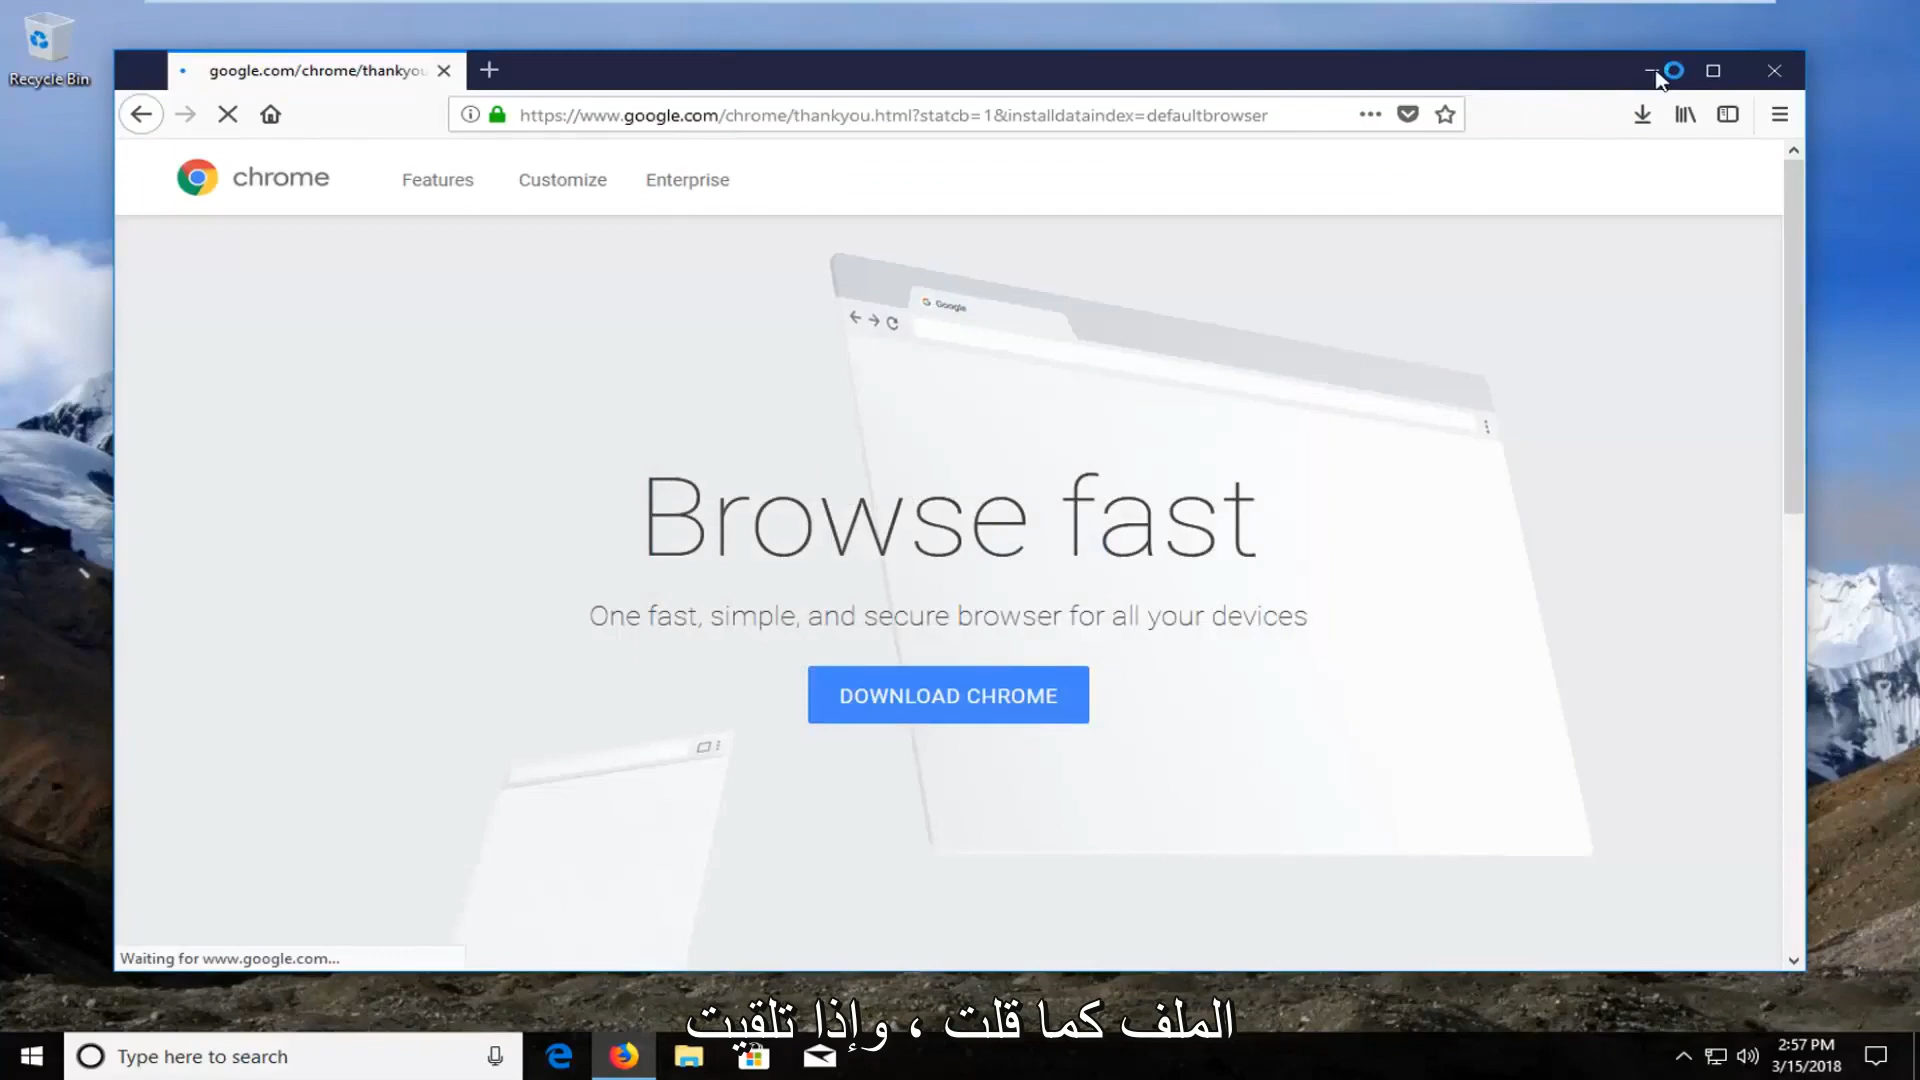 Recycle Bin
google.com/chrome/thankyou
https://www.google.com/chrome/thankyou.html?statcb=1&installdataindex=defaultbrowser
chrome
Features
Customize
Enterprise
Google
Browse fast
One fast, simple, and secure browser for all your devices
DOWNLOAD CHROME
Waiting for www.google.com...
الملف كما قلت ، وإذا تلقيت
Type here to search
2:57 PM
3/15/2018